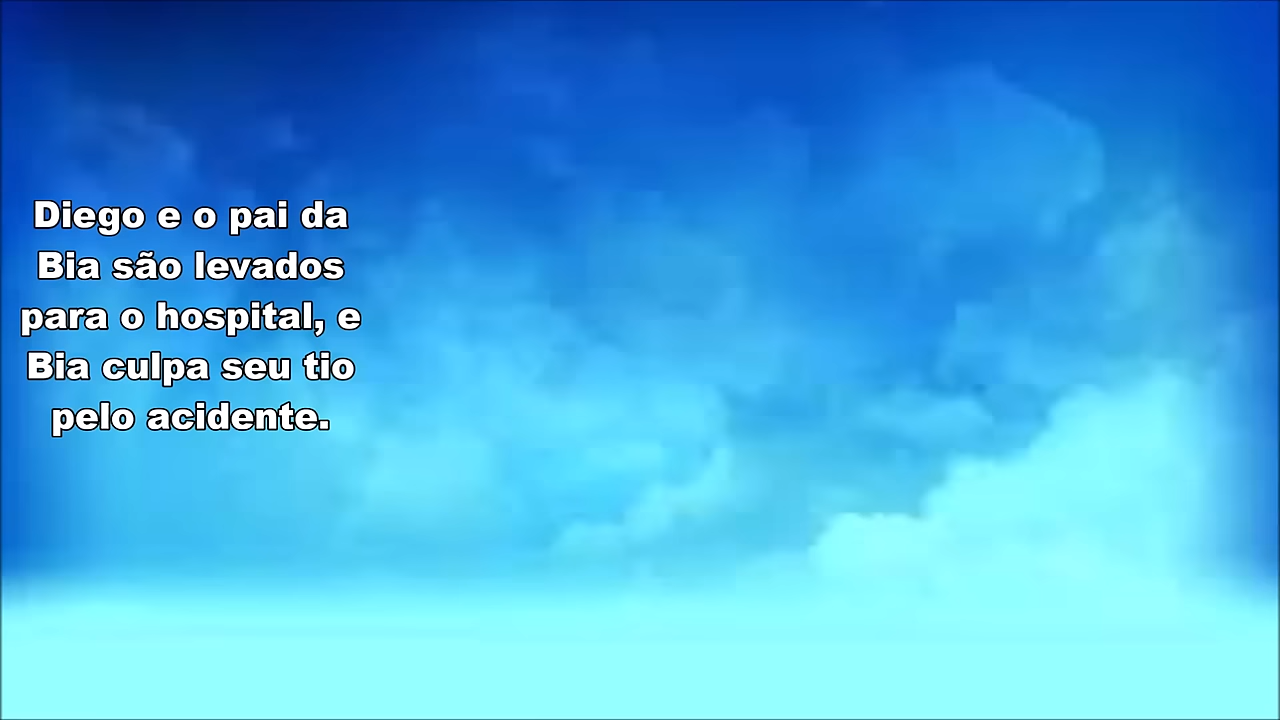 Diego e o pai da
Bia são levados
para o hospital, e
Bia culpa seu tio
pelo acidente.